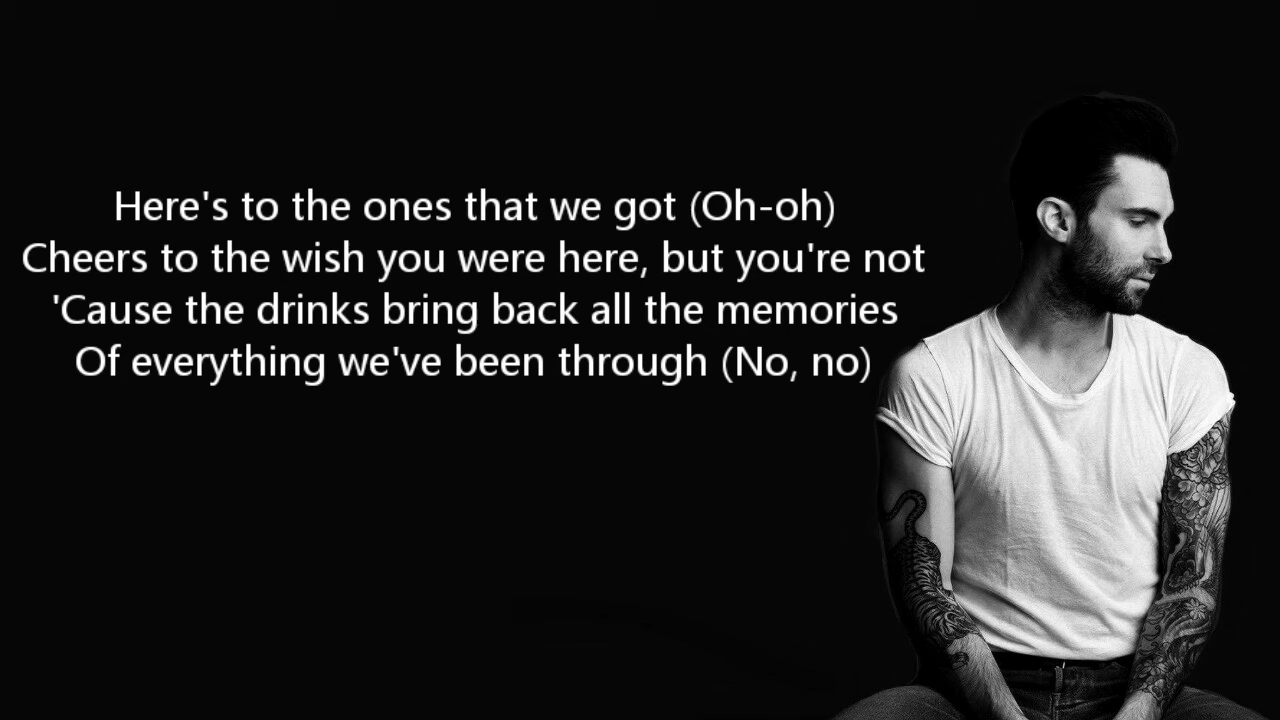 Here's to the ones that we got (Oh-oh)
Cheers to the wish you were here, but you're not
'Cause the drinks bring back all the memories
Of everything we've been through (No, no)